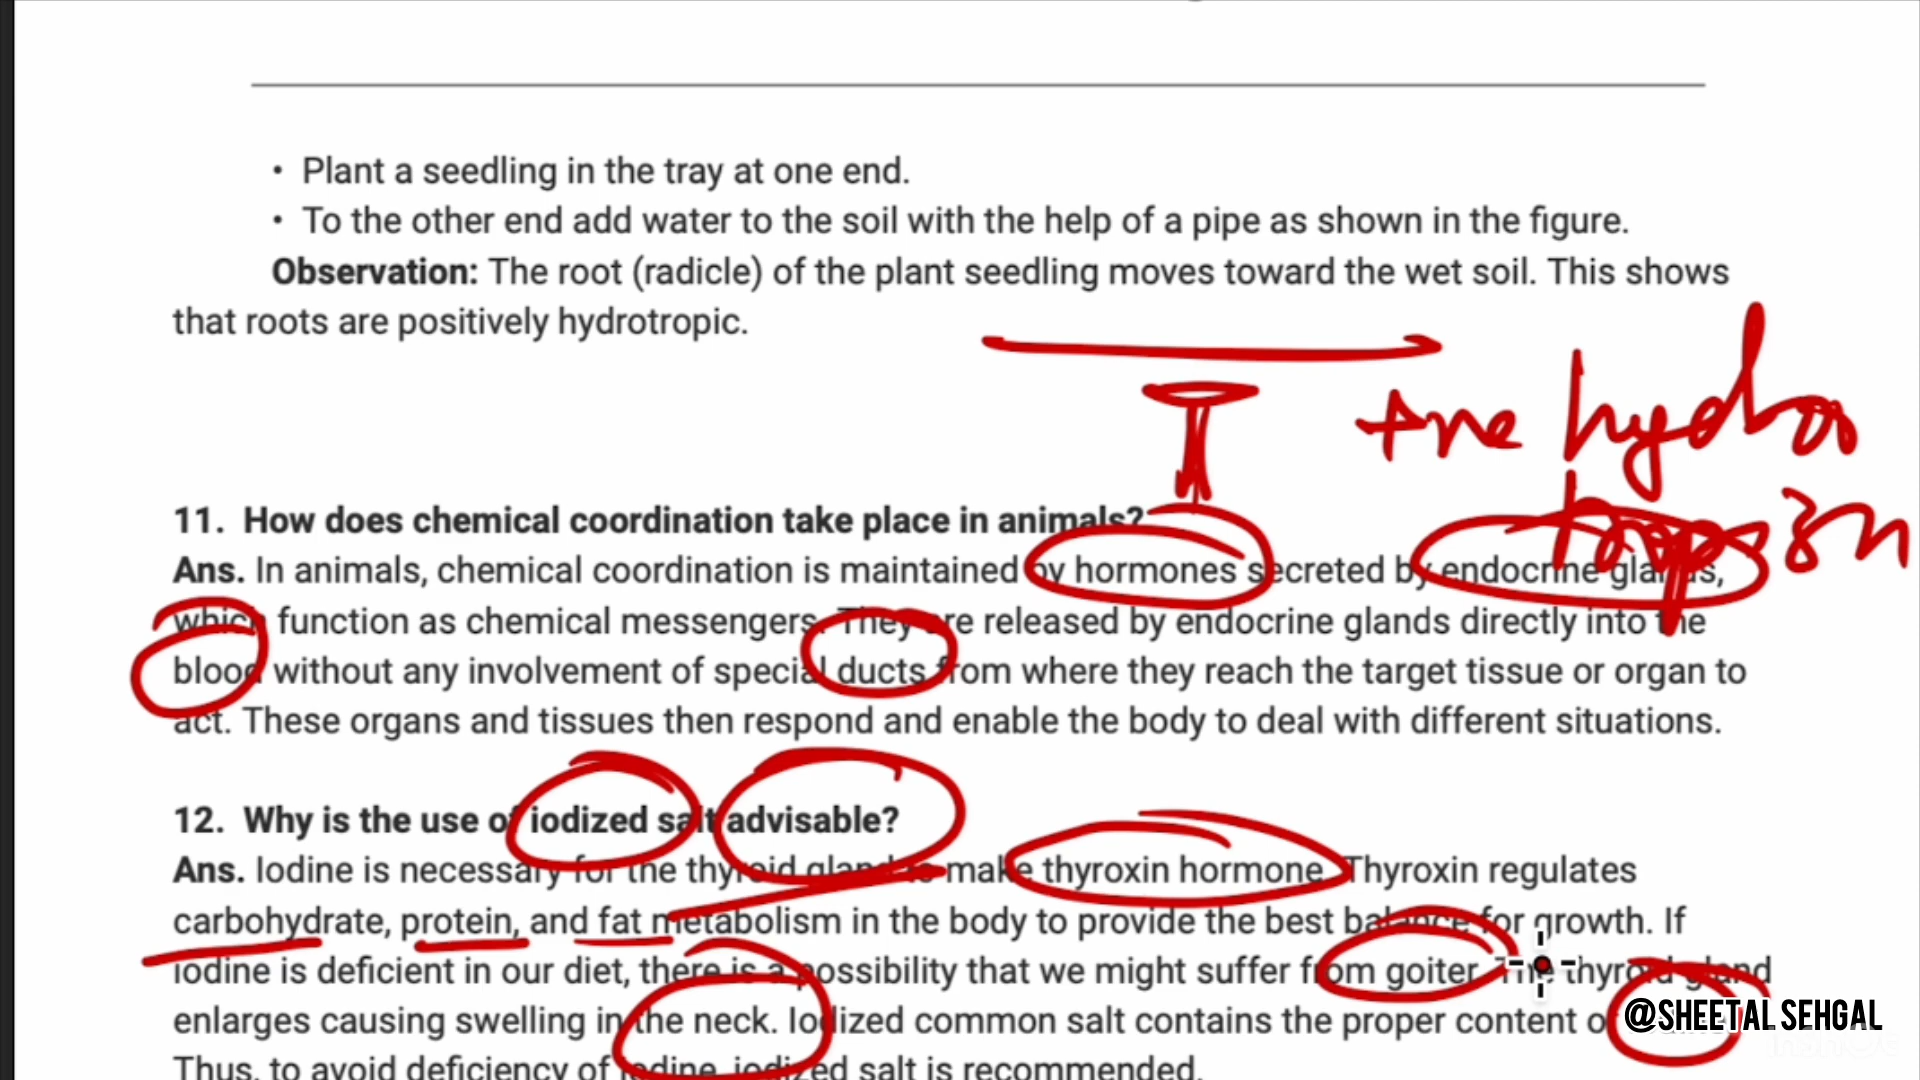 • Plant a seedling in the tray at one end.
• To the other end add water to the soil with the help of a pipe as shown in the figure.
Observation: The root (radicle) of the plant seedling moves toward the wet soil. This shows
that roots are positively hydrotropic.
+ve hydro
tropism
11. How does chemical coordination take place in animals?
Ans. In animals, chemical coordination is maintained by hormones secreted by endocrine glands,
which function as chemical messengers. They are released by endocrine glands directly into the
blood without any involvement of special ducts from where they reach the target tissue or organ to
act. These organs and tissues then respond and enable the body to deal with different situations.
12. Why is the use of iodized salt advisable?
Ans. Iodine is necessary for the thyroid gland to make thyroxin hormone. Thyroxin regulates
carbohydrate, protein, and fat metabolism in the body to provide the best balance for growth. If
iodine is deficient in our diet, there is a possibility that we might suffer from goiter. The thyroid gland
enlarges causing swelling in the neck. Iodized common salt contains the proper content of
@SHEETAL SEHGAL
Thus, to avoid deficiency of iodine, iodized salt is recommended.